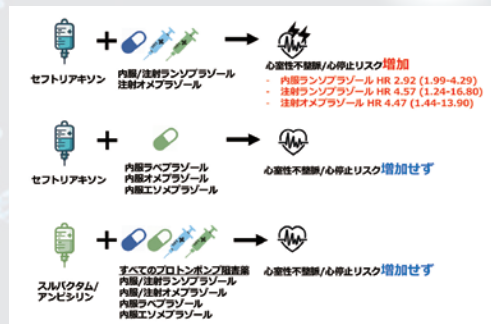 セフトリアキソン
内服/注射ランソプラゾール
注射オメプラゾール
心室性不整脈/心停止リスク増加
- 内服ランソプラゾール HR 2.92 (1.99-4.29)
- 注射ランソプラゾール HR 4.57 (1.24-16.80)
- 注射オメプラゾール HR 4.47 (1.44-13.90)
セフトリアキソン
内服ラベプラゾール
内服オメプラゾール
内服エソメプラゾール
心室性不整脈/心停止リスク増加せず
スルバクタム/
アンピシリン
すべてのプロトンポンプ阻害薬
内服/注射ランソプラゾール
内服/注射オメプラゾール
内服ラベプラゾール
内服エソメプラゾール
心室性不整脈/心停止リスク増加せず